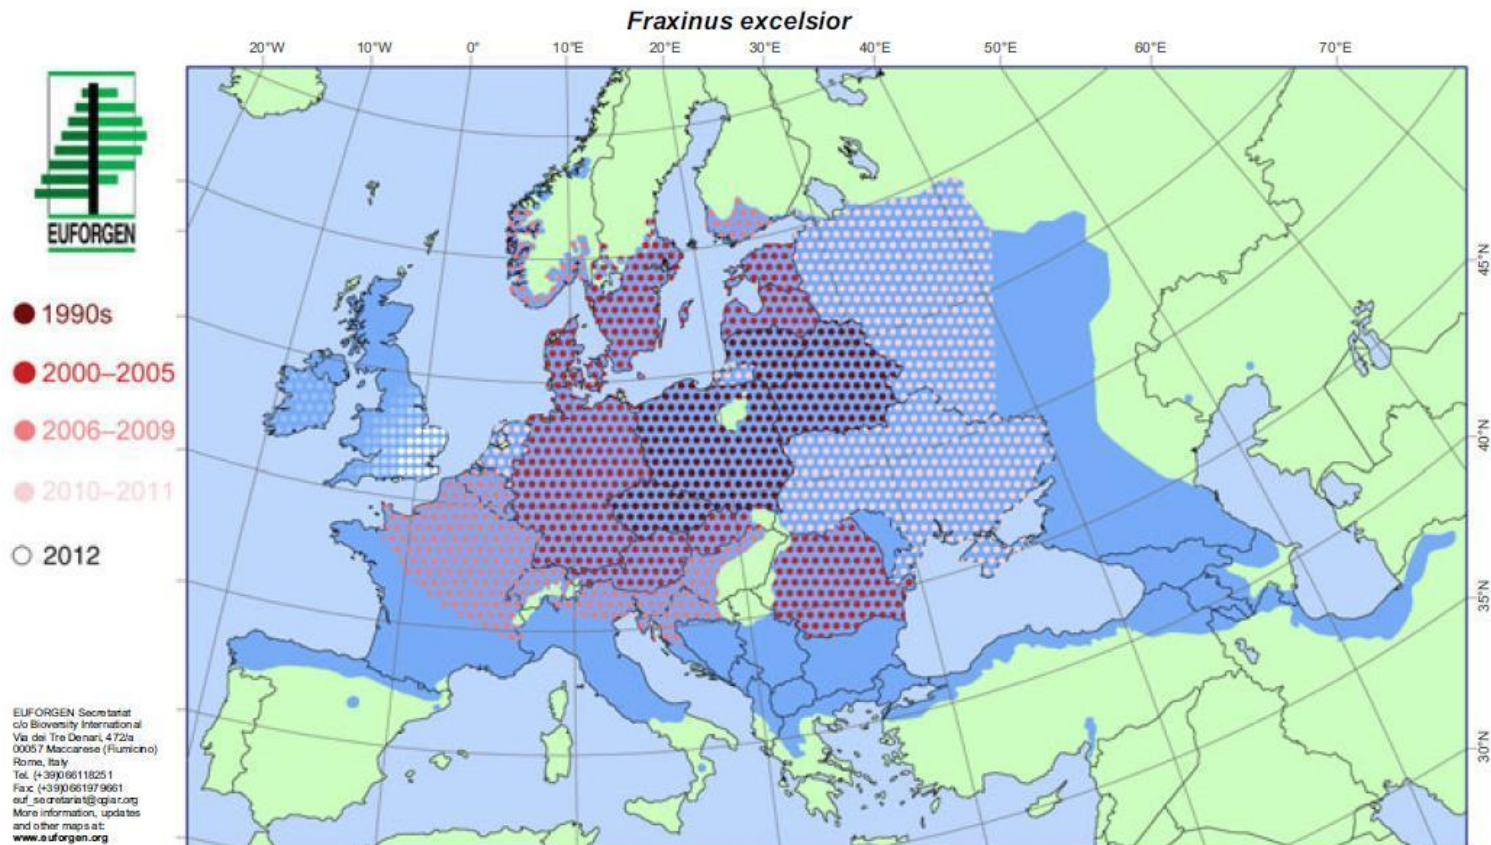 Fraxinus excelsior
20°W 10°W 0° 10°E 20°E 30°E 40°E 50°E 60°E 70°E
EUFORGEN
45°N
40°N
35°N
30°N
1990s
2000–2005
2006–2009
2010–2011
2012
EUFORGEN Secretariat
c/o Bioversity International
Via dei Tre Denari, 472/a
00057 Maccarese (Fiumicino)
Rome, Italy
Tel. (+39)066118251
Fax: (+39)0661979661
euf_secretariat@cgiar.org
More information, updates
and other maps at:
www.euforgen.org